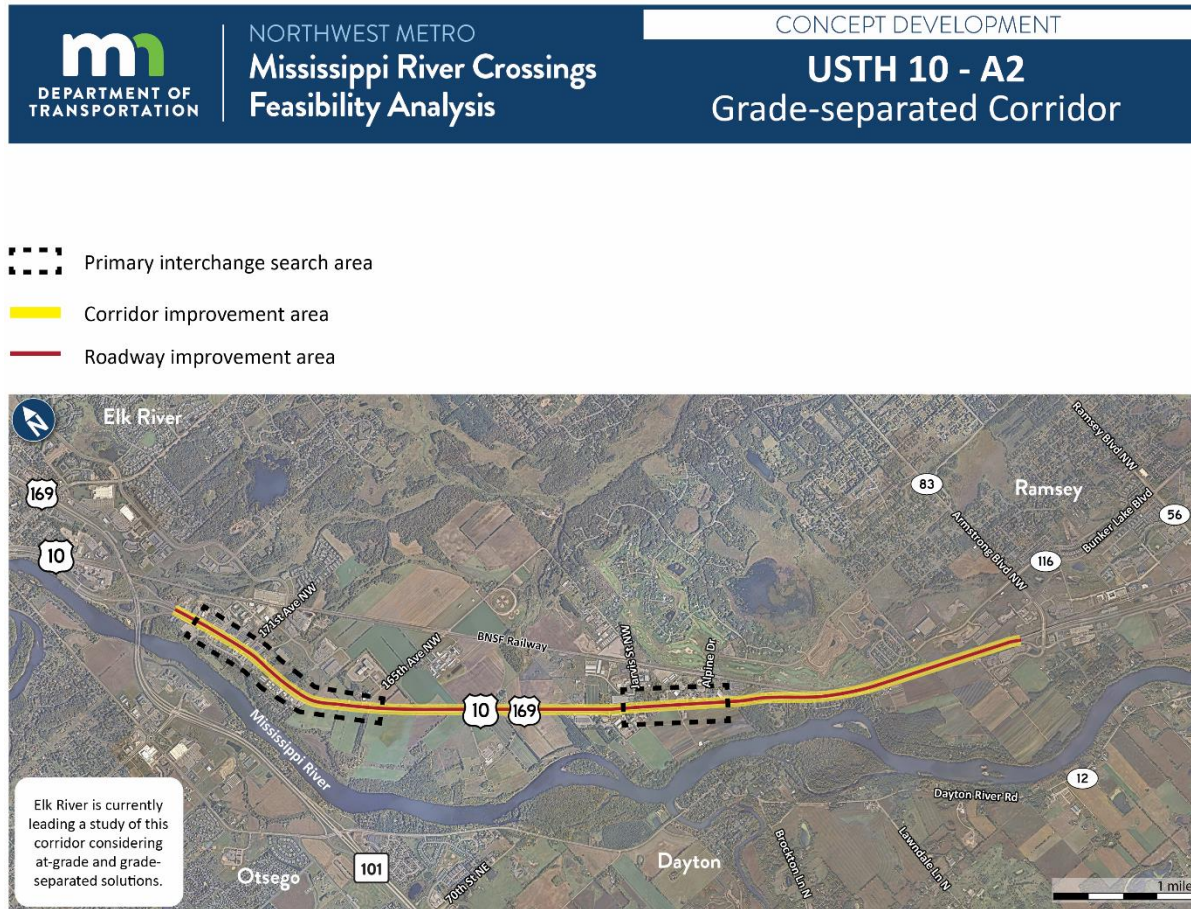 mn
DEPARTMENT OF
TRANSPORTATION
NORTHWEST METRO
Mississippi River Crossings
Feasibility Analysis
CONCEPT DEVELOPMENT
USTH 10 - A2
Grade-separated Corridor
Primary interchange search area
Corridor improvement area
Roadway improvement area
N
Elk River
169
10
171st Ave NW
165th Ave NW
BNSF Railway
10
169
Jarvis St NW
Alpine Dr
83
Armstrong Blvd NW
Ramsey
Ramsey Blvd NW
Bunker Lake Blvd
56
116
Mississippi River
12
Dayton River Rd
Elk River is currently
leading a study of this
corridor considering
at-grade and grade-
separated solutions.
Otsego
101
70th St NE
Dayton
Brockton Ln N
Lawndale Ln N
1 mile